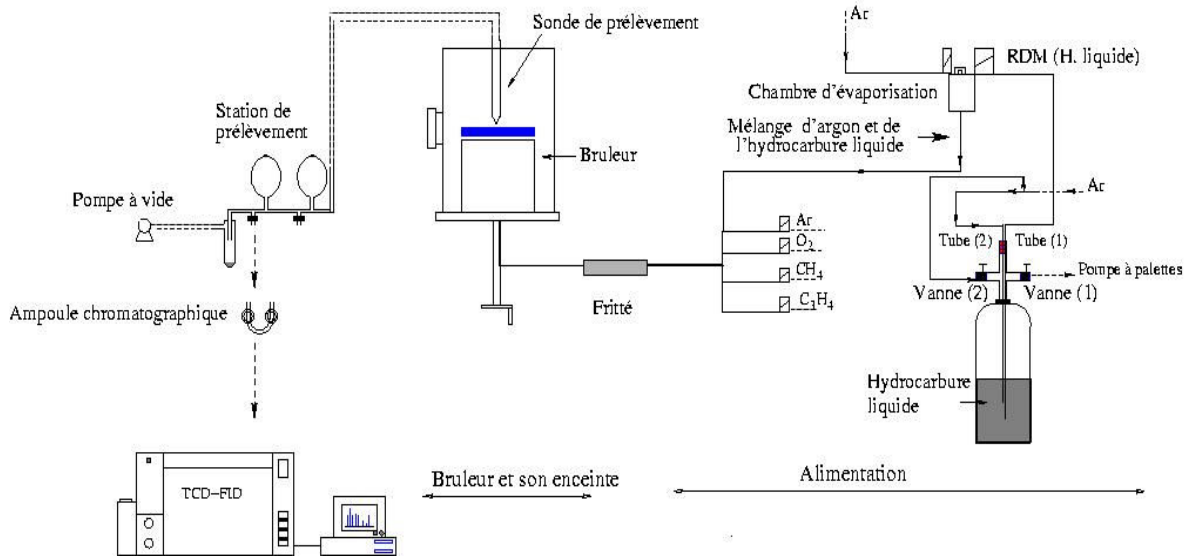 Ar
Sonde de prélèvement
RDM (H. liquide)
Chambre d'évaporisation
Station de
prélèvement
Mélange d'argon et de
l'hydrocarbure liquide
Bruleur
Pompe à vide
Ar
Ar
O2
CH4
C3H4
Tube (2)
Tube (1)
Pompe à palettes
Vanne (2)
Vanne (1)
Fritté
Ampoule chromatographique
Hydrocarbure
liquide
TCD-FID
Bruleur et son enceinte
Alimentation